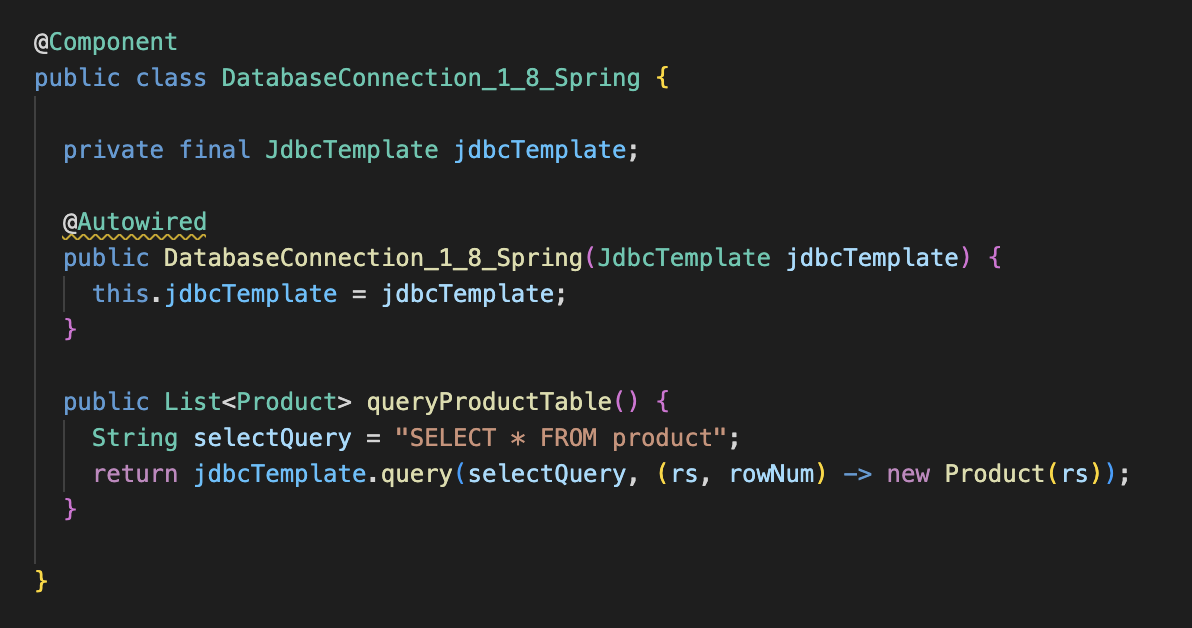 @Component
public class DatabaseConnection_1_8_Spring {
private final JdbcTemplate jdbcTemplate;
@Autowired
public DatabaseConnection_1_8_Spring(JdbcTemplate jdbcTemplate) {
this.jdbcTemplate = jdbcTemplate;
}
public List<Product> queryProductTable() {
String selectQuery = "SELECT * FROM product";
return jdbcTemplate.query(selectQuery, (rs, rowNum) -> new Product(rs));
}
}